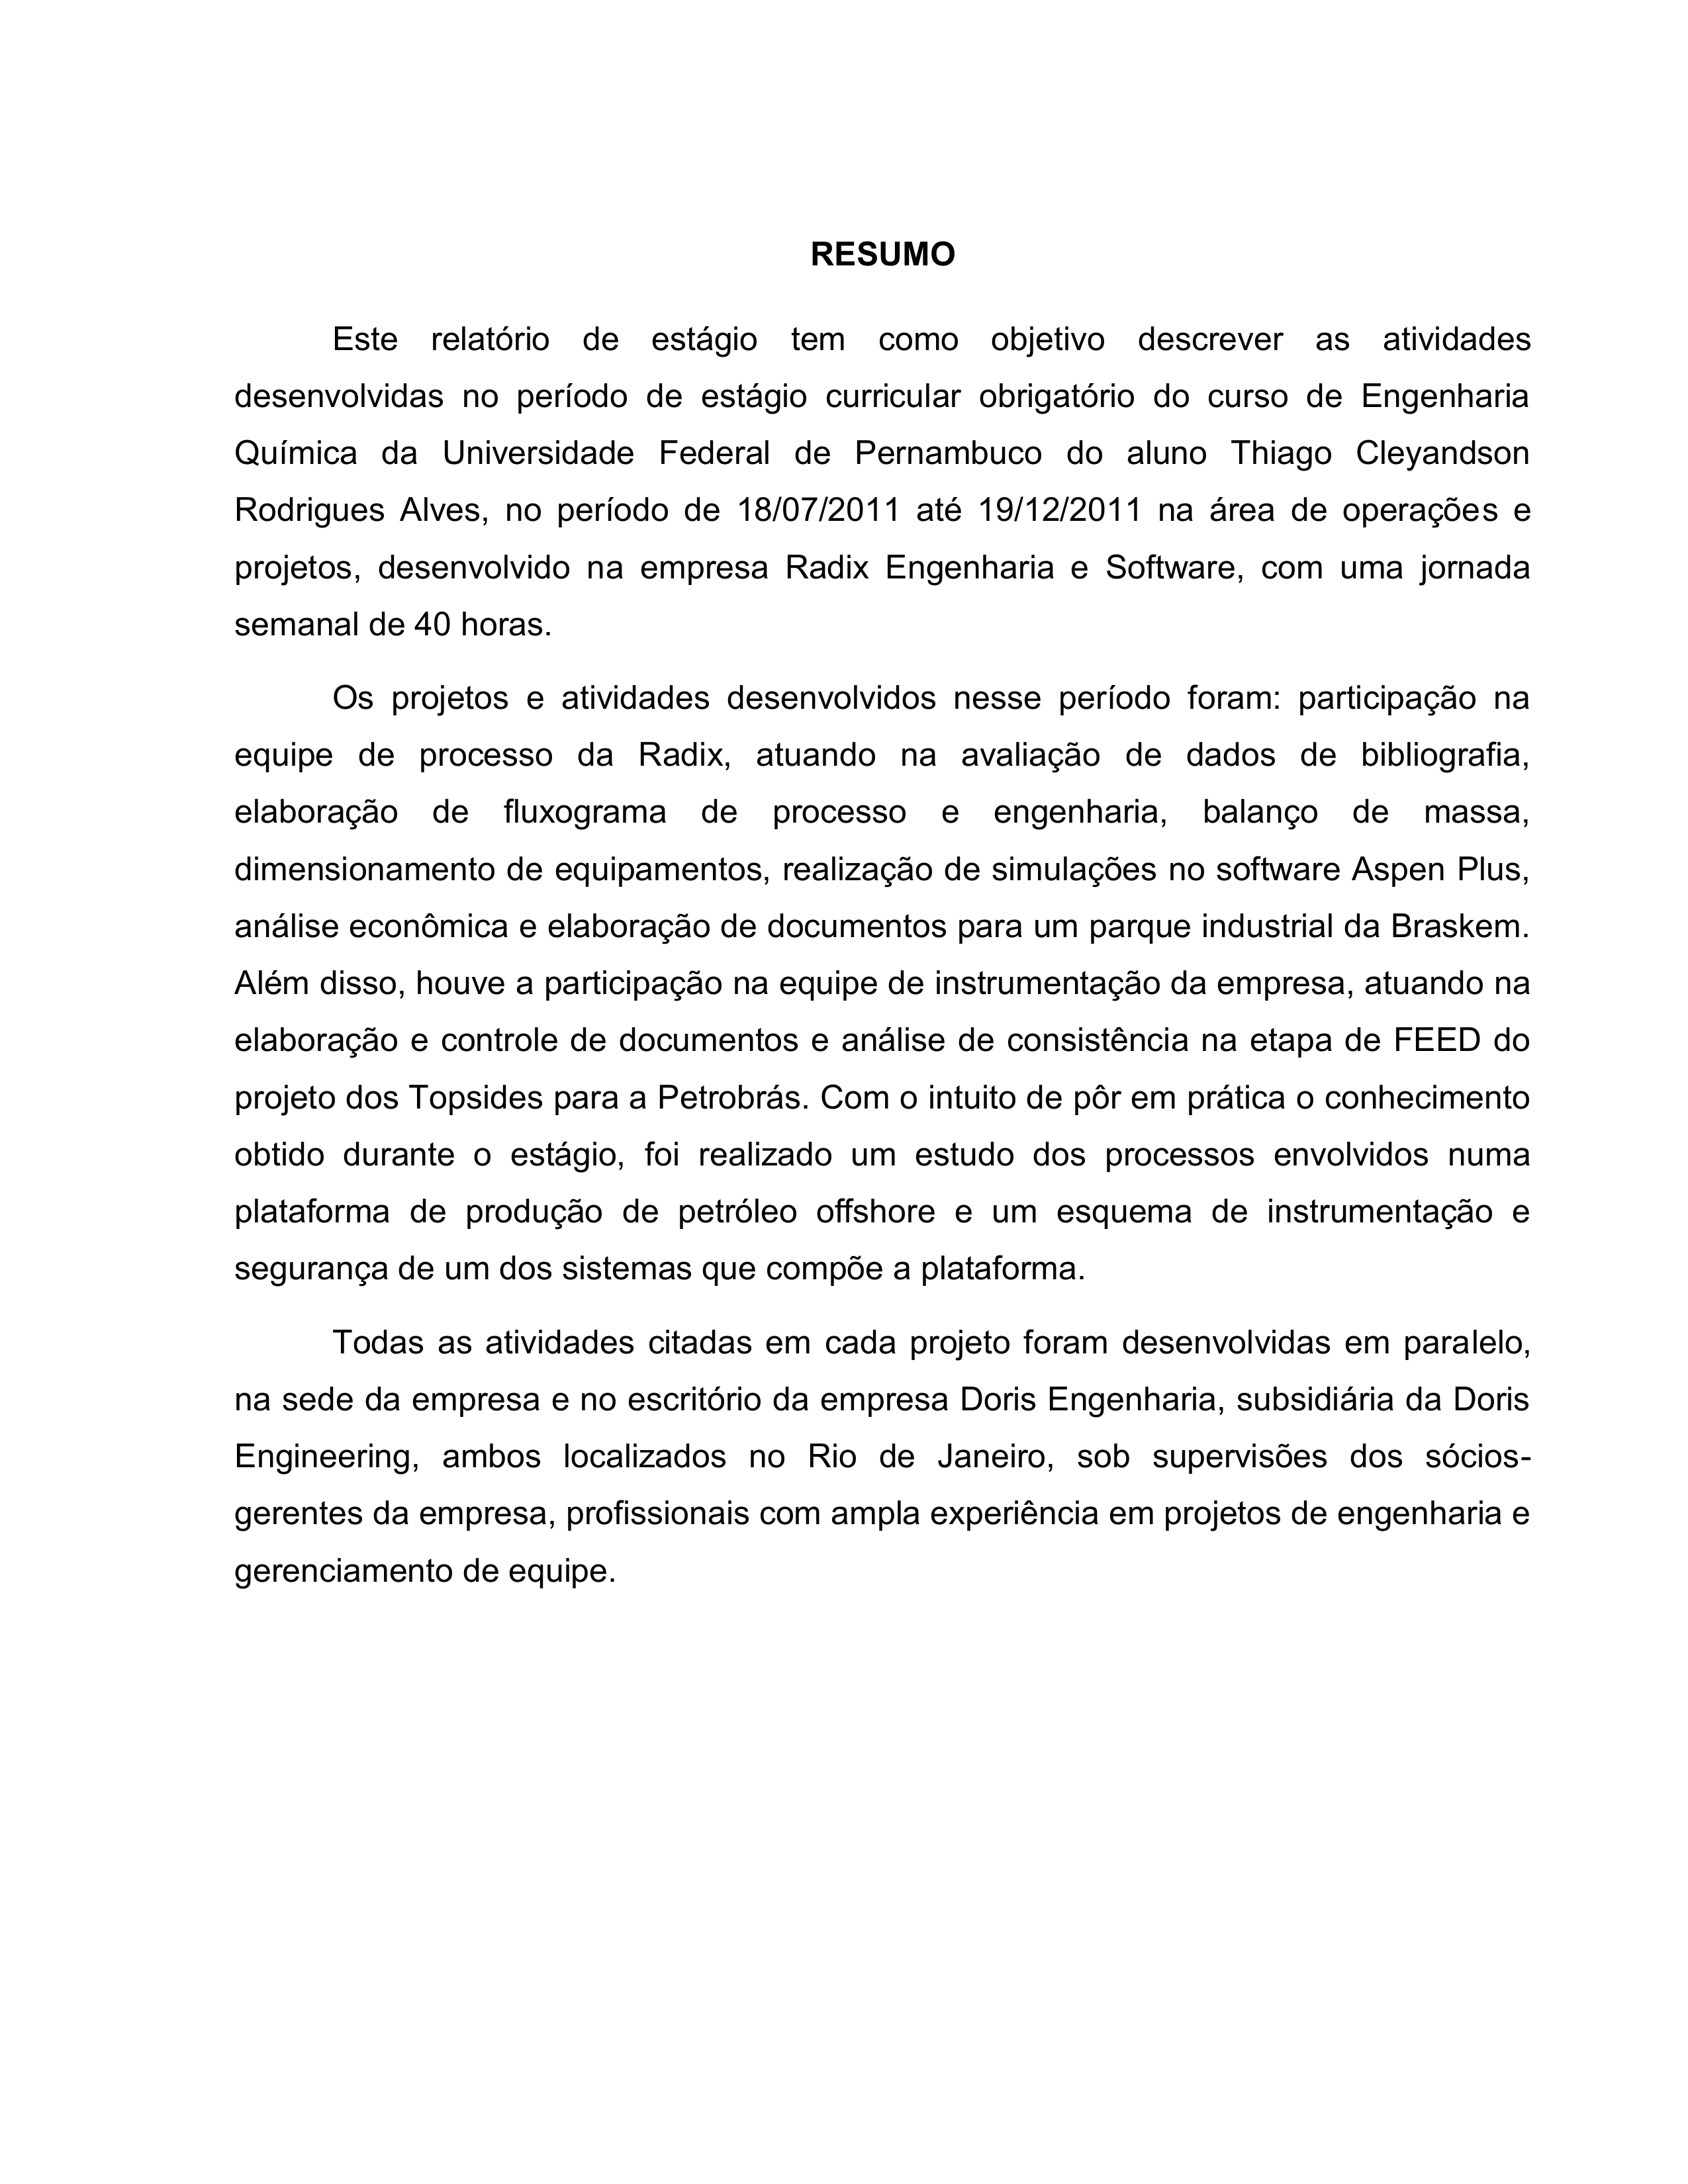 RESUMO
Este relatório de estágio tem como objetivo descrever as atividades
desenvolvidas no período de estágio curricular obrigatório do curso de Engenharia
Química da Universidade Federal de Pernambuco do aluno Thiago Cleyandson
Rodrigues Alves, no período de 18/07/2011 até 19/12/2011 na área de operações e
projetos, desenvolvido na empresa Radix Engenharia e Software, com uma jornada
semanal de 40 horas.
Os projetos e atividades desenvolvidos nesse período foram: participação na
equipe de processo da Radix, atuando na avaliação de dados de bibliografia,
elaboração de fluxograma de processo e engenharia, balanço de massa,
dimensionamento de equipamentos, realização de simulações no software Aspen Plus,
análise econômica e elaboração de documentos para um parque industrial da Braskem.
Além disso, houve a participação na equipe de instrumentação da empresa, atuando na
elaboração e controle de documentos e análise de consistência na etapa de FEED do
projeto dos Topsides para a Petrobrás. Com o intuito de pôr em prática o conhecimento
obtido durante o estágio, foi realizado um estudo dos processos envolvidos numa
plataforma de produção de petróleo offshore e um esquema de instrumentação e
segurança de um dos sistemas que compõe a plataforma.
Todas as atividades citadas em cada projeto foram desenvolvidas em paralelo,
na sede da empresa e no escritório da empresa Doris Engenharia, subsidiária da Doris
Engineering, ambos localizados no Rio de Janeiro, sob supervisões dos sócios-
gerentes da empresa, profissionais com ampla experiência em projetos de engenharia e
gerenciamento de equipe.